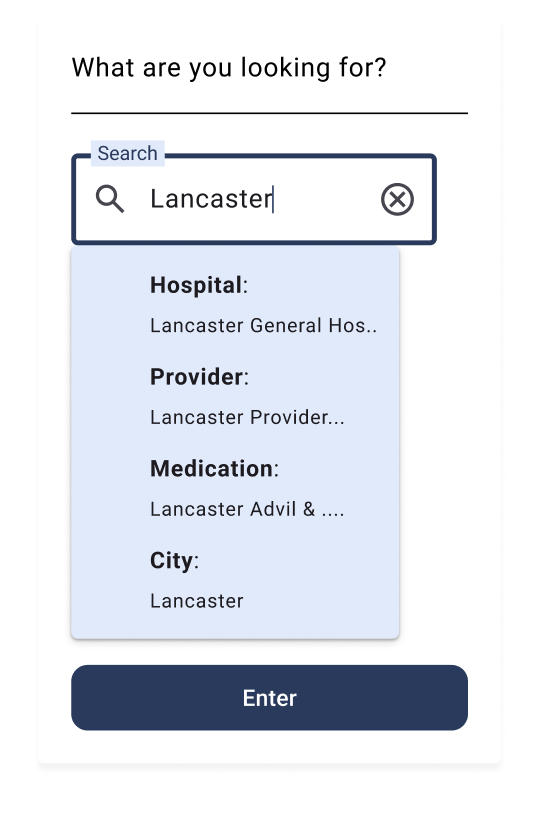 What are you looking for?
Search
Lancaster
Hospital:
Lancaster General Hos..
Provider:
Lancaster Provider...
Medication:
Lancaster Advil & ....
City:
Lancaster
Enter